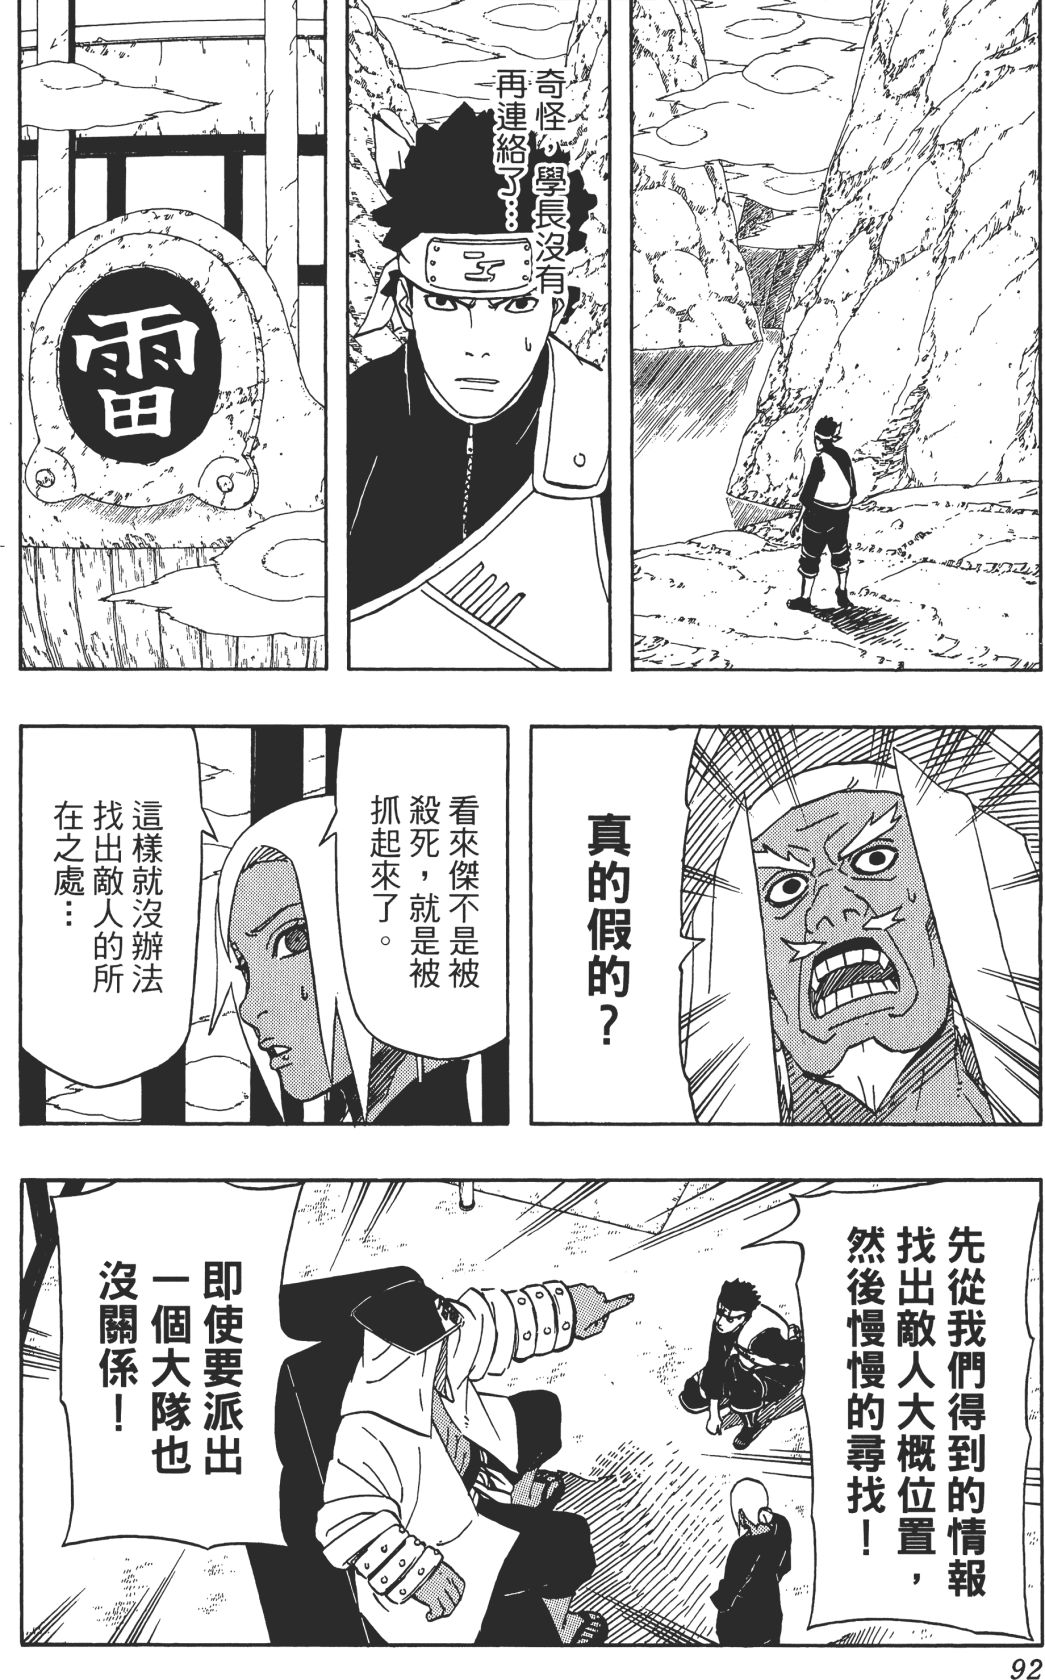 奇怪，學長沒有
再連絡了…
雷
真的假的？
看來傑不是被
殺死，就是被
抓起來了。
這樣就沒辦法
找出敵人的所
在之處…
先從我們得到的情報
找出敵人大概位置，
然後慢慢的尋找！
即使要派出
一個大隊也
沒關係！
92